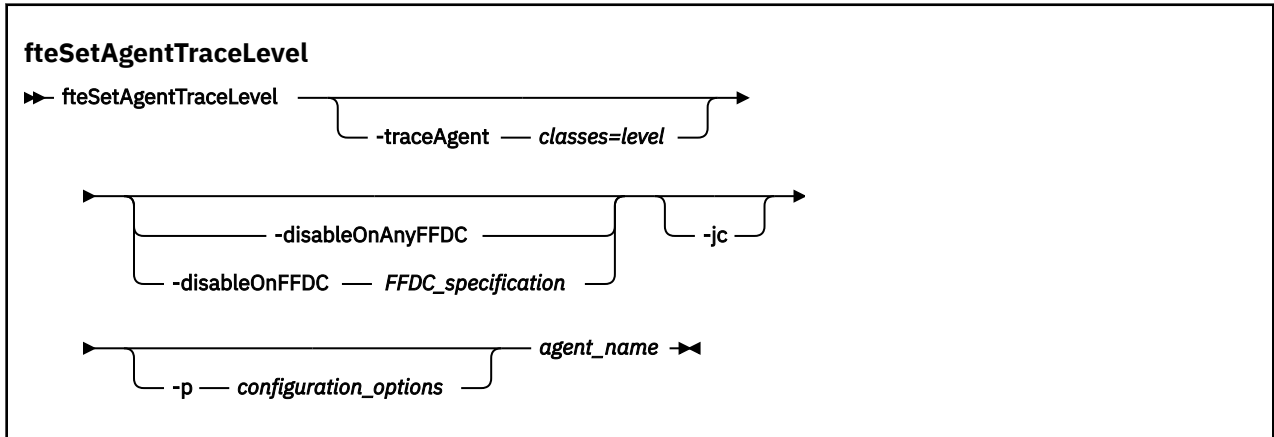 fteSetAgentTraceLevel
fteSetAgentTraceLevel
-traceAgent classes=level
-disableOnAnyFFDC
-jc
-disableOnFFDC FFDC_specification
agent_name
-p configuration_options